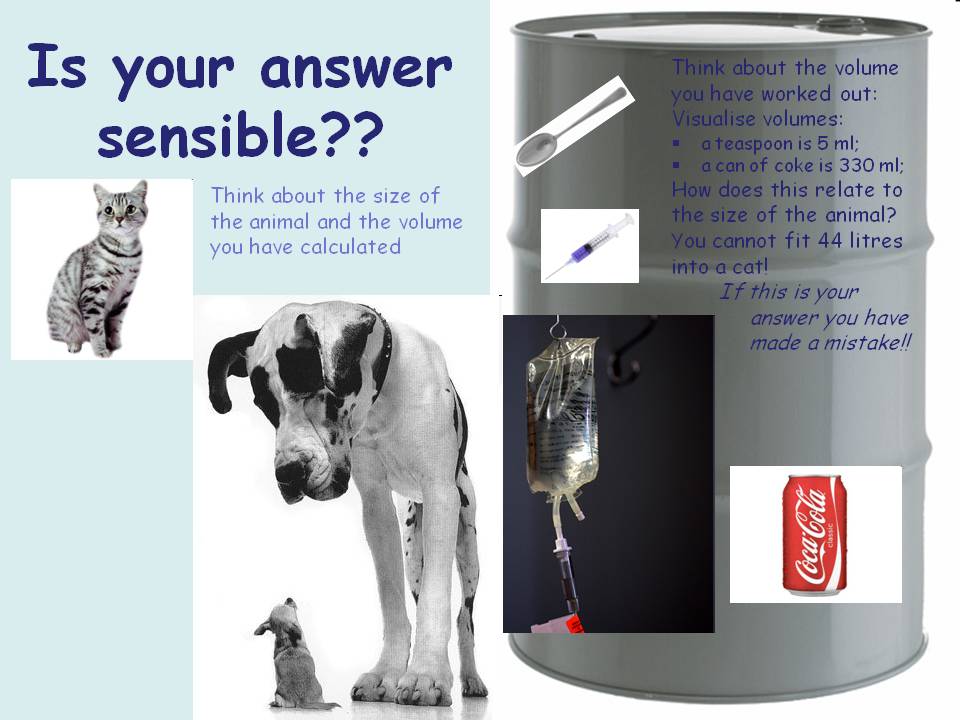 Is your answer
sensible??
Think about the size of
the animal and the volume
you have calculated
Think about the volume
you have worked out:
Visualise volumes:
▪ a teaspoon is 5 ml;
▪ a can of coke is 330 ml;
How does this relate to
the size of the animal?
You cannot fit 44 litres
into a cat!
If this is your
answer you have
made a mistake!!
Coca-Cola
classic